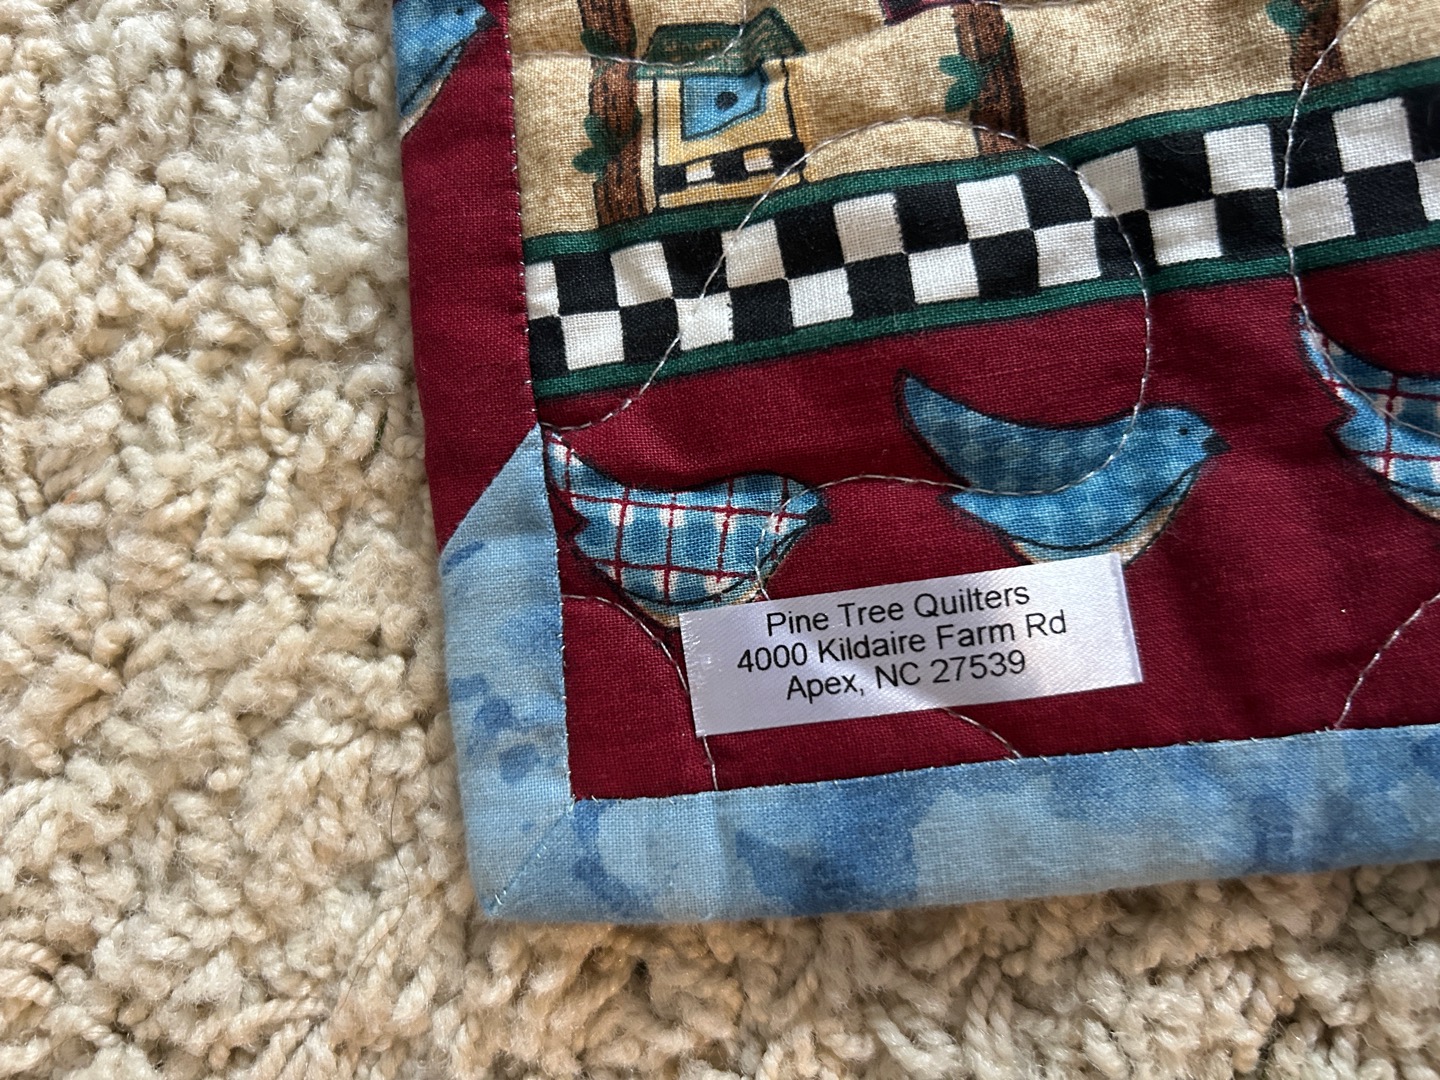 Pine Tree Quilters
4000 Kildaire Farm Rd
Apex, NC 27539